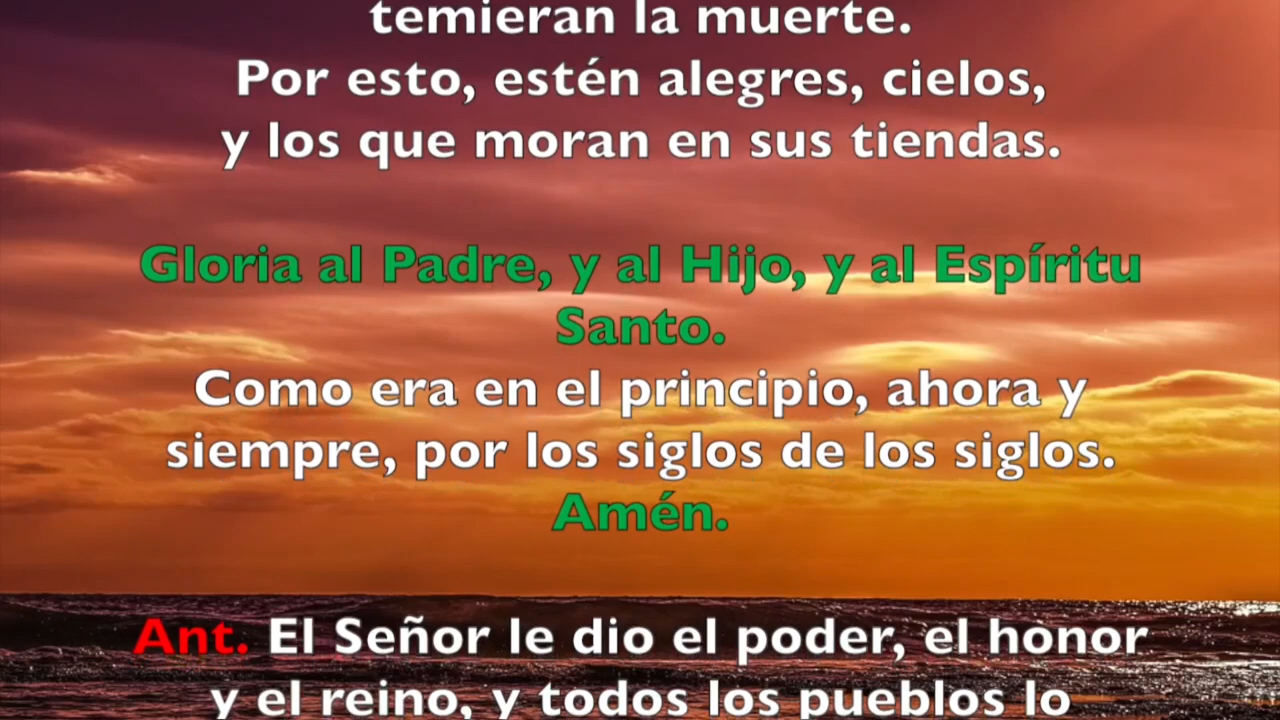 temieran la muerte.
Por esto, estén alegres, cielos,
y los que moran en sus tiendas.
Gloria al Padre, y al Hijo, y al Espíritu
Santo.
Como era en el principio, ahora y
siempre, por los siglos de los siglos.
Amén.
Ant. El Señor le dio el poder, el honor
y el reino, y todos los pueblos lo